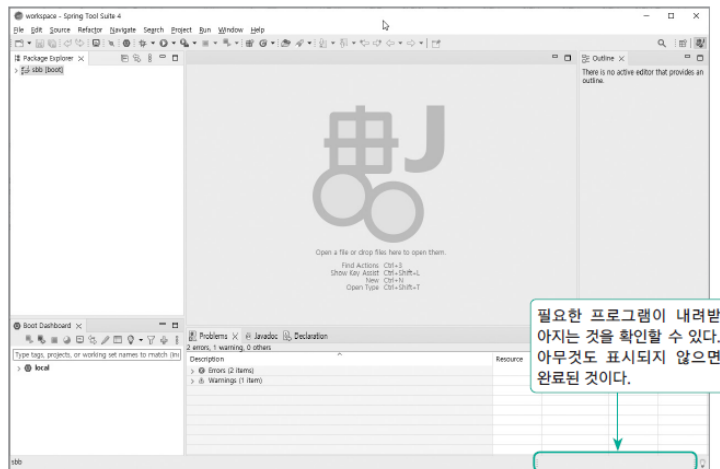 workspace - Spring Tool Suite 4
File Edit Source Refactor Navigate Search Project Run Window Help
Package Explorer
sbb [boot]
Outline
There is no active editor that provides an
outline.
Open a file or drop files here to open them.
Find Actions Ctrl+3
Show Key Assist Ctrl+Shift+L
New Ctrl+N
Open Type Ctrl+Shift+T
Boot Dashboard
Type tags, projects, or working set names to match (in
local
Problems Javadoc Declaration
2 errors, 1 warning, 0 others
Description Resource
Errors (2 items)
Warnings (1 item)
필요한 프로그램이 내려받
아지는 것을 확인할 수 있다.
아무것도 표시되지 않으면
완료된 것이다.
sbb